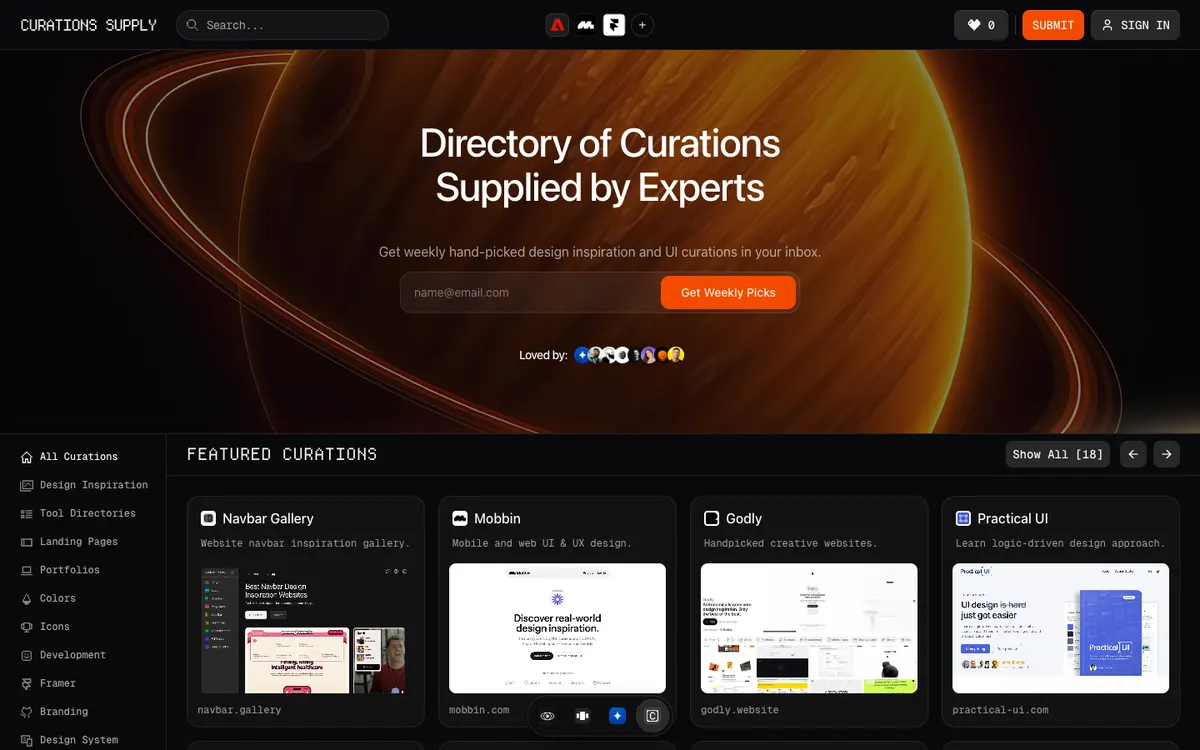 CURATIONS SUPPLY
Search...
+
0
SUBMIT
SIGN IN
Directory of Curations
Supplied by Experts
Get weekly hand-picked design inspiration and UI curations in your inbox.
name@email.com
Get Weekly Picks
Loved by:
All Curations
Design Inspiration
Tool Directories
Landing Pages
Portfolios
Colors
Icons
Development
Framer
Branding
Design System
FEATURED CURATIONS
Show All [18]
Navbar Gallery
Website navbar inspiration gallery.
Best Navbar Design
Inspiration Websites
navbar.gallery
Mobbin
Mobile and web UI & UX design.
Discover real-world
design inspiration.
mobbin.com
Godly
Handpicked creative websites.
godly.website
Practical UI
Learn logic-driven design approach.
Practical UI
UI design is hard
just got easier
Practical UI
practical-ui.com